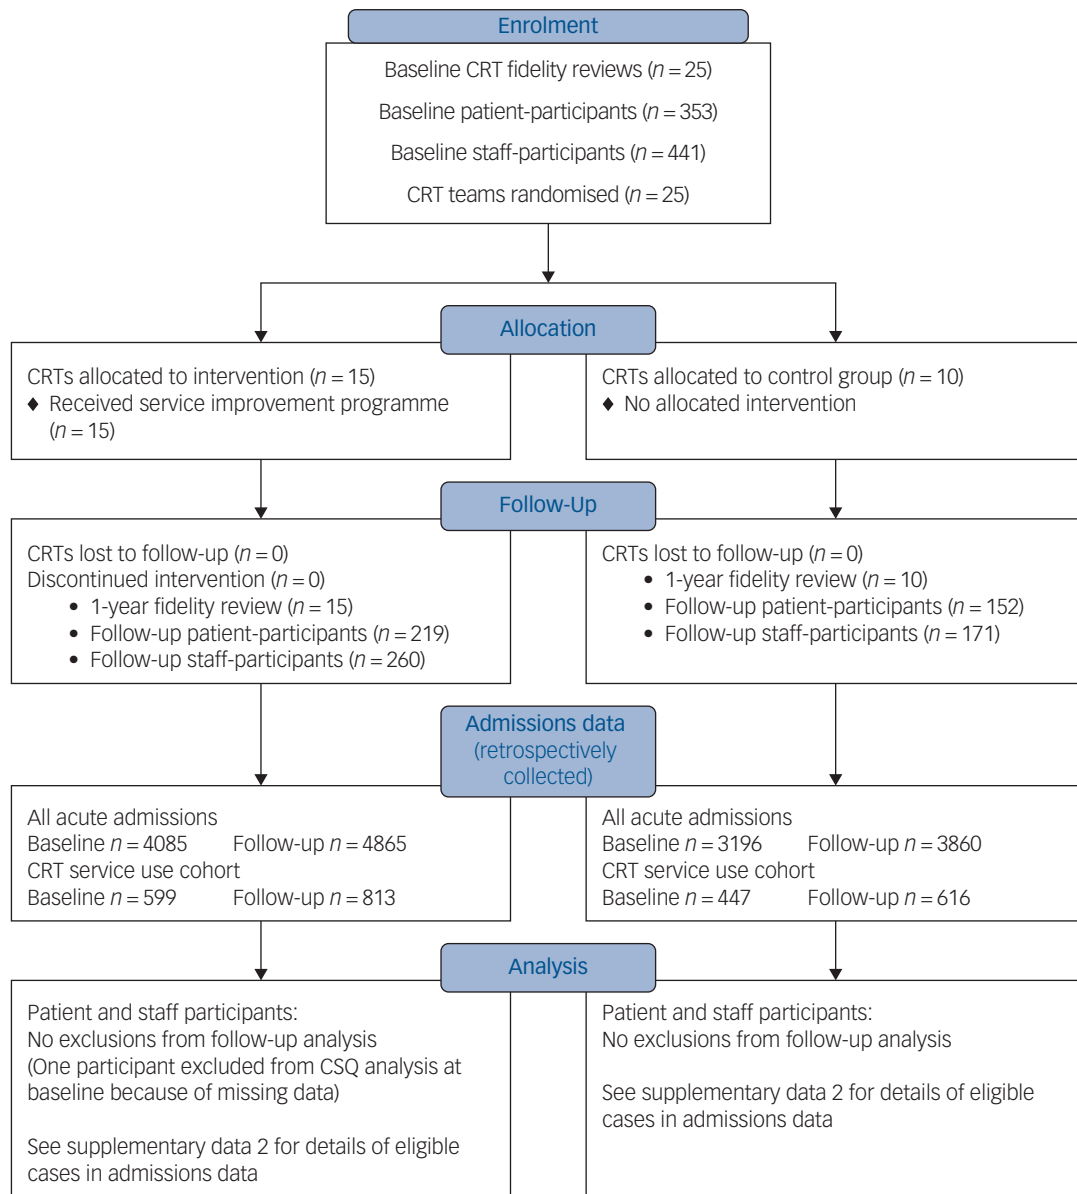 Enrolment
Baseline CRT fidelity reviews (n = 25)
Baseline patient-participants (n = 353)
Baseline staff-participants (n = 441)
CRT teams randomised (n = 25)
Allocation
CRTs allocated to intervention (n = 15)
♦ Received service improvement programme
(n = 15)
CRTs allocated to control group (n = 10)
♦ No allocated intervention
Follow-Up
CRTs lost to follow-up (n = 0)
Discontinued intervention (n = 0)
• 1-year fidelity review (n = 15)
• Follow-up patient-participants (n = 219)
• Follow-up staff-participants (n = 260)
CRTs lost to follow-up (n = 0)
• 1-year fidelity review (n = 10)
• Follow-up patient-participants (n = 152)
• Follow-up staff-participants (n = 171)
Admissions data
(retrospectively
collected)
All acute admissions
Baseline n = 4085 Follow-up n = 4865
CRT service use cohort
Baseline n = 599 Follow-up n = 813
All acute admissions
Baseline n = 3196 Follow-up n = 3860
CRT service use cohort
Baseline n = 447 Follow-up n = 616
Analysis
Patient and staff participants:
No exclusions from follow-up analysis
(One participant excluded from CSQ analysis at
baseline because of missing data)
See supplementary data 2 for details of eligible
cases in admissions data
Patient and staff participants:
No exclusions from follow-up analysis
See supplementary data 2 for details of eligible
cases in admissions data